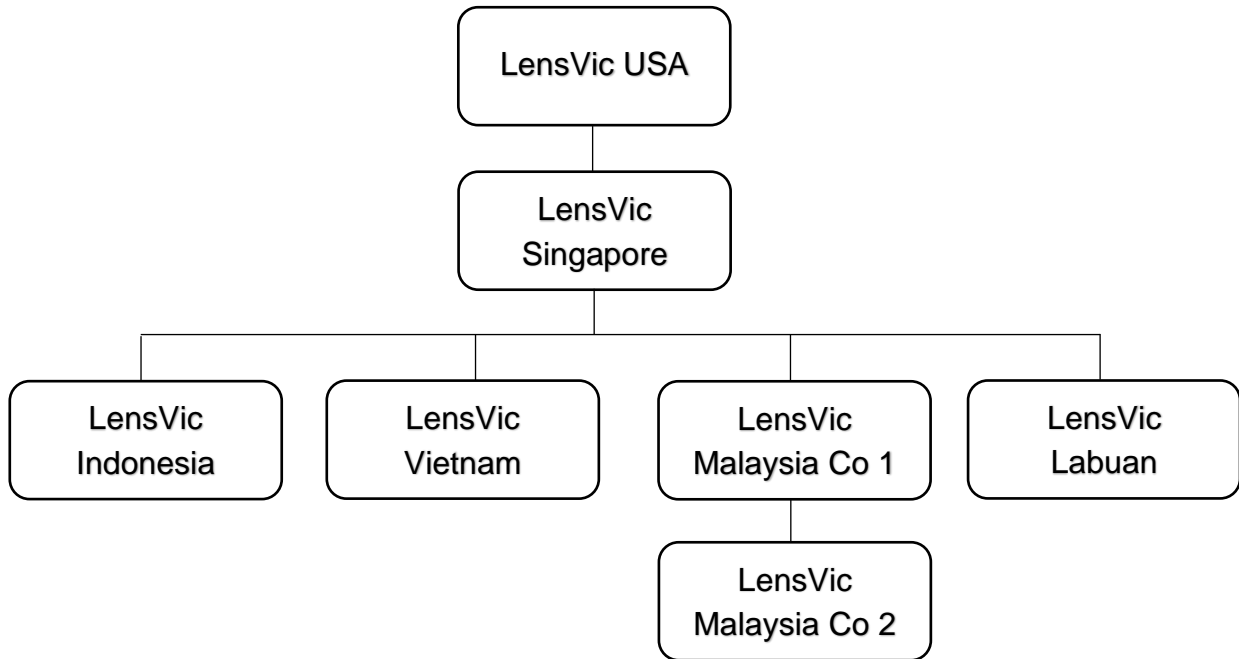 LensVic USA
LensVic
Singapore
LensVic
Indonesia
LensVic
Vietnam
LensVic
Malaysia Co 1
LensVic
Labuan
LensVic
Malaysia Co 2